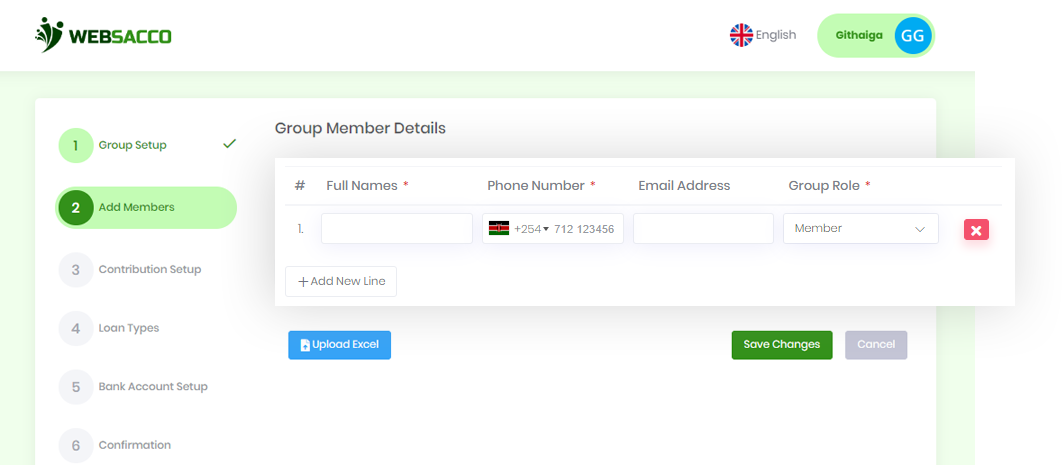 WEBSACCO
English
Githaiga GG
1 Group Setup
2 Add Members
3 Contribution Setup
4 Loan Types
5 Bank Account Setup
6 Confirmation
Group Member Details
# Full Names * Phone Number * Email Address Group Role *
1. +254 712 123456 Member
+ Add New Line
Upload Excel
Save Changes
Cancel